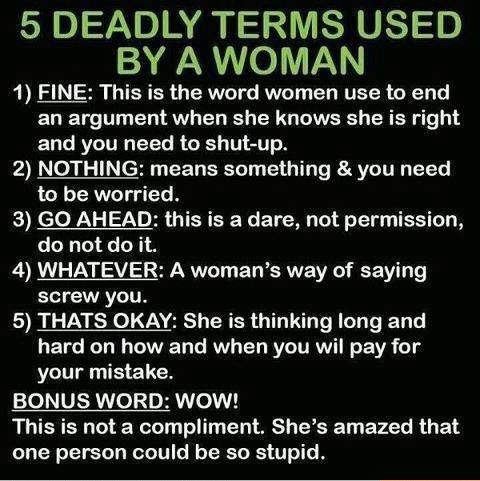 5 DEADLY TERMS USED
BY A WOMAN
1) FINE: This is the word women use to end
an argument when she knows she is right
and you need to shut-up.
2) NOTHING: means something & you need
to be worried.
3) GO AHEAD: this is a dare, not permission,
do not do it.
4) WHATEVER: A woman's way of saying
screw you.
5) THATS OKAY: She is thinking long and
hard on how and when you wil pay for
your mistake.
BONUS WORD: WOW!
This is not a compliment. She's amazed that
one person could be so stupid.